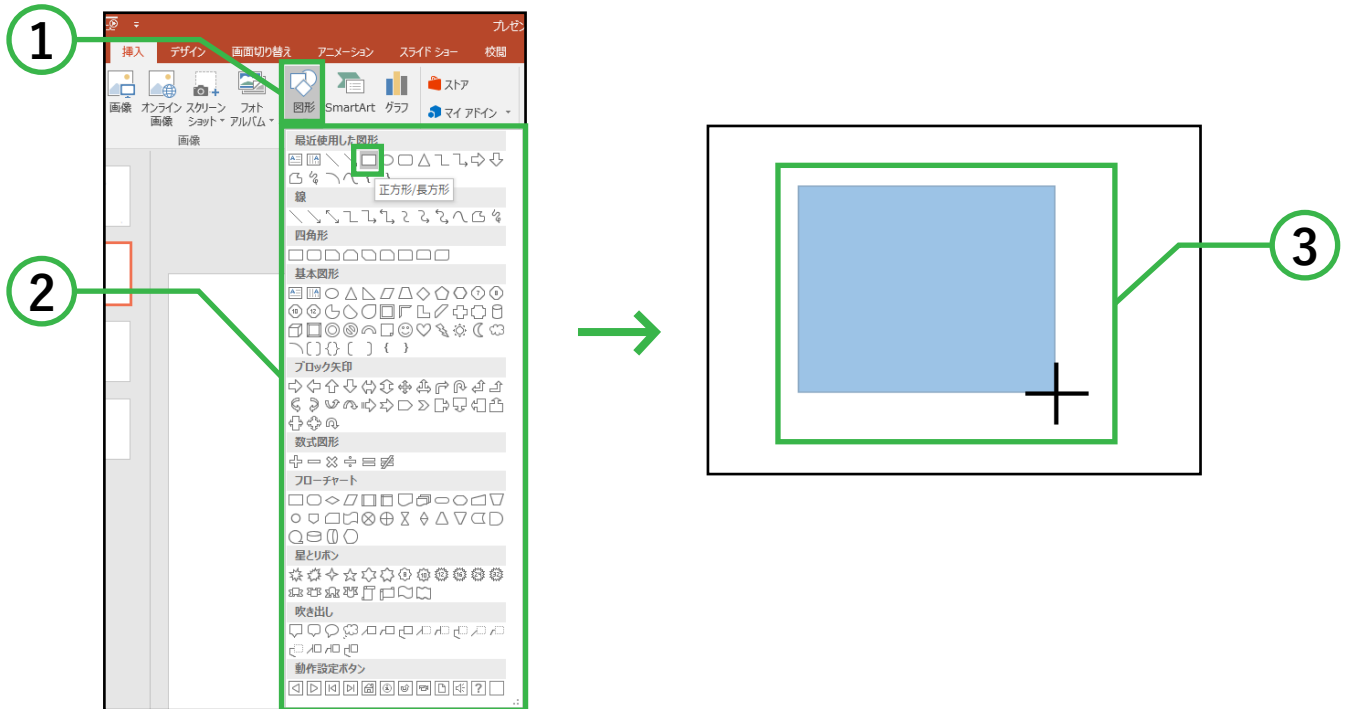 1
プレゼン
挿入 デザイン 画面切り替え アニメーション スライド ショー 校閲
画像 オンライン 画像 スクリーン ショット フォト アルバム 図形 SmartArt グラフ ストア
マイ アドイン
画像
最近使用した図形
正方形/長方形
線
四角形
基本図形
2
ブロック矢印
数式図形
フローチャート
星とリボン
吹き出し
動作設定ボタン
3